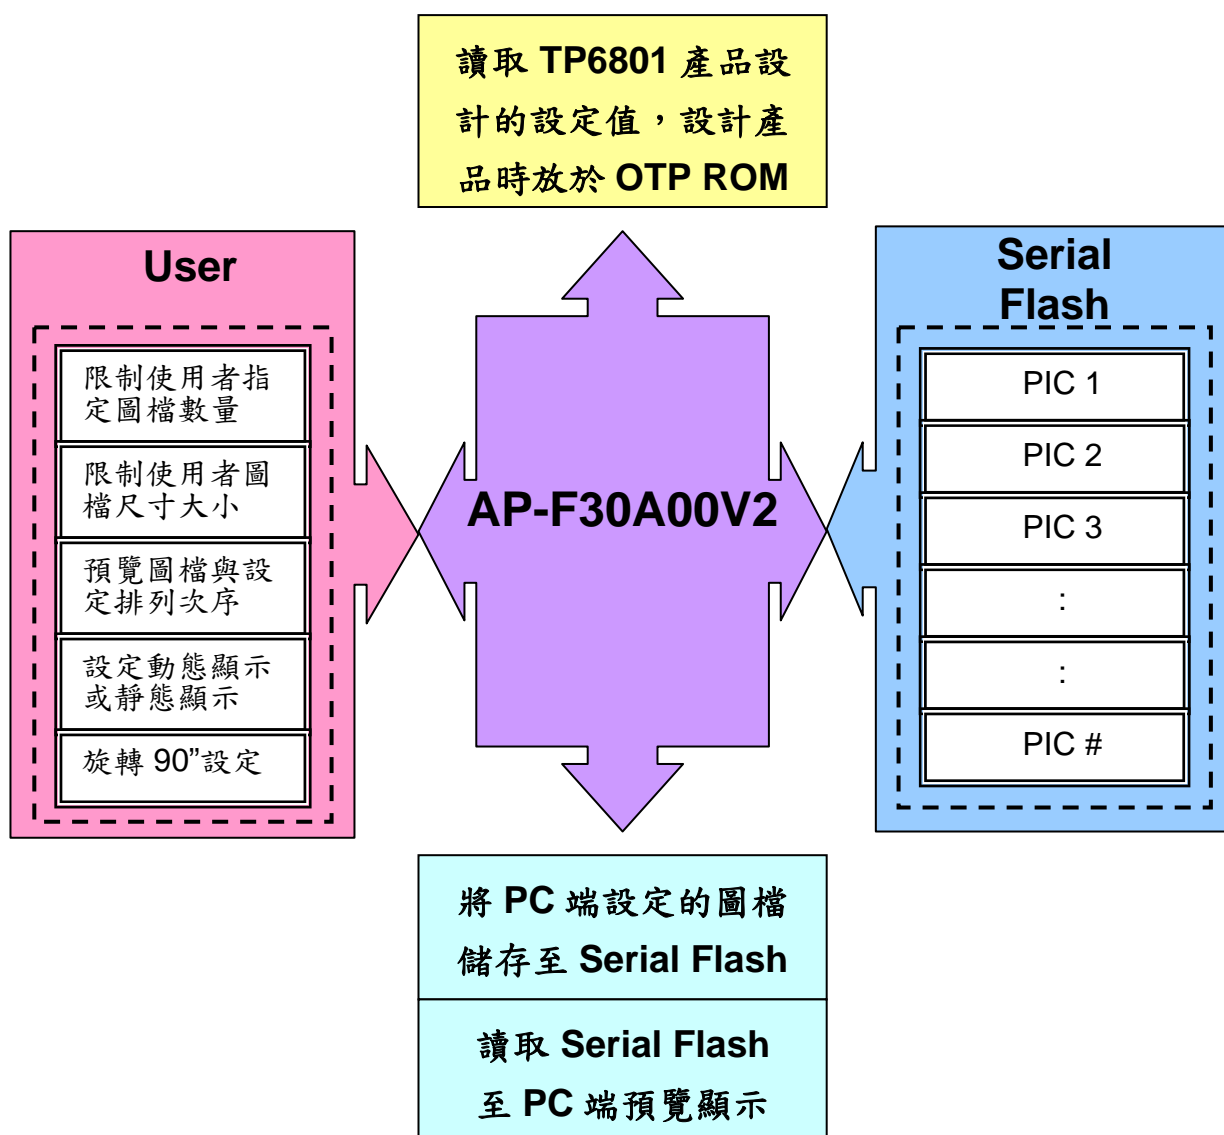 讀取 TP6801 產品設
計的設定值，設計產
品時放於 OTP ROM
User
限制使用者指
定圖檔數量
限制使用者圖
檔尺寸大小
預覽圖檔與設
定排列次序
設定動態顯示
或靜態顯示
旋轉 90”設定
AP-F30A00V2
Serial
Flash
PIC 1
PIC 2
PIC 3
:
:
PIC #
將 PC 端設定的圖檔
儲存至 Serial Flash
讀取 Serial Flash
至 PC 端預覽顯示